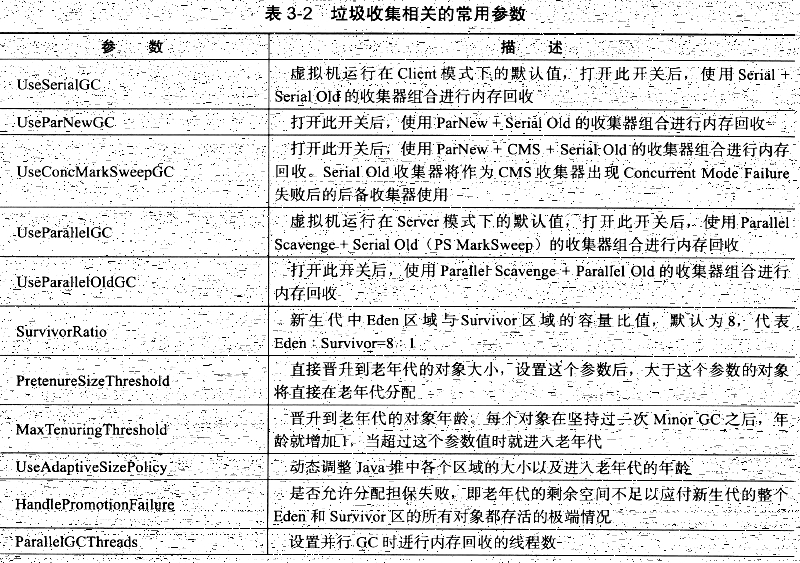 表 3-2 垃圾收集相关的常用参数
参 数 描 述
UseSerialGC
虚拟机运行在 Client 模式下的默认值，打开此开关后，使用 Serial +
Serial Old 的收集器组合进行内存回收
UseParNewGC
打开此开关后，使用 ParNew + Serial Old 的收集器组合进行内存回收
UseConcMarkSweepGC
打开此开关后，使用 ParNew + CMS + Serial Old 的收集器组合进行内存
回收。Serial Old 收集器将作为 CMS 收集器出现 Concurrent Mode Failure
失败后的后备收集器使用
UseParallelGC
虚拟机运行在 Server 模式下的默认值，打开此开关后，使用 Parallel
Scavenge + Serial Old（PS MarkSweep）的收集器组合进行内存回收
UseParallelOldGC
打开此开关后，使用 Parallel Scavenge + Parallel Old 的收集器组合进行
内存回收
SurvivorRatio
新生代中 Eden 区域与 Survivor 区域的容量比值，默认为 8，代表
Eden：Survivor=8：1
PretenureSizeThreshold
直接晋升到老年代的对象大小，设置这个参数后，大于这个参数的对象
将直接在老年代分配
MaxTenuringThreshold
晋升到老年代的对象年龄。每个对象在坚持过一次 Minor GC 之后，年
龄就增加 1，当超过这个参数值时就进入老年代
UseAdaptiveSizePolicy
动态调整 Java 堆中各个区域的大小以及进入老年代的年龄
HandlePromotionFailure
是否允许分配担保失败，即老年代的剩余空间不足以应付新生代的整个
Eden 和 Survivor 区的所有对象都存活的极端情况
ParallelGCThreads
设置并行 GC 时进行内存回收的线程数